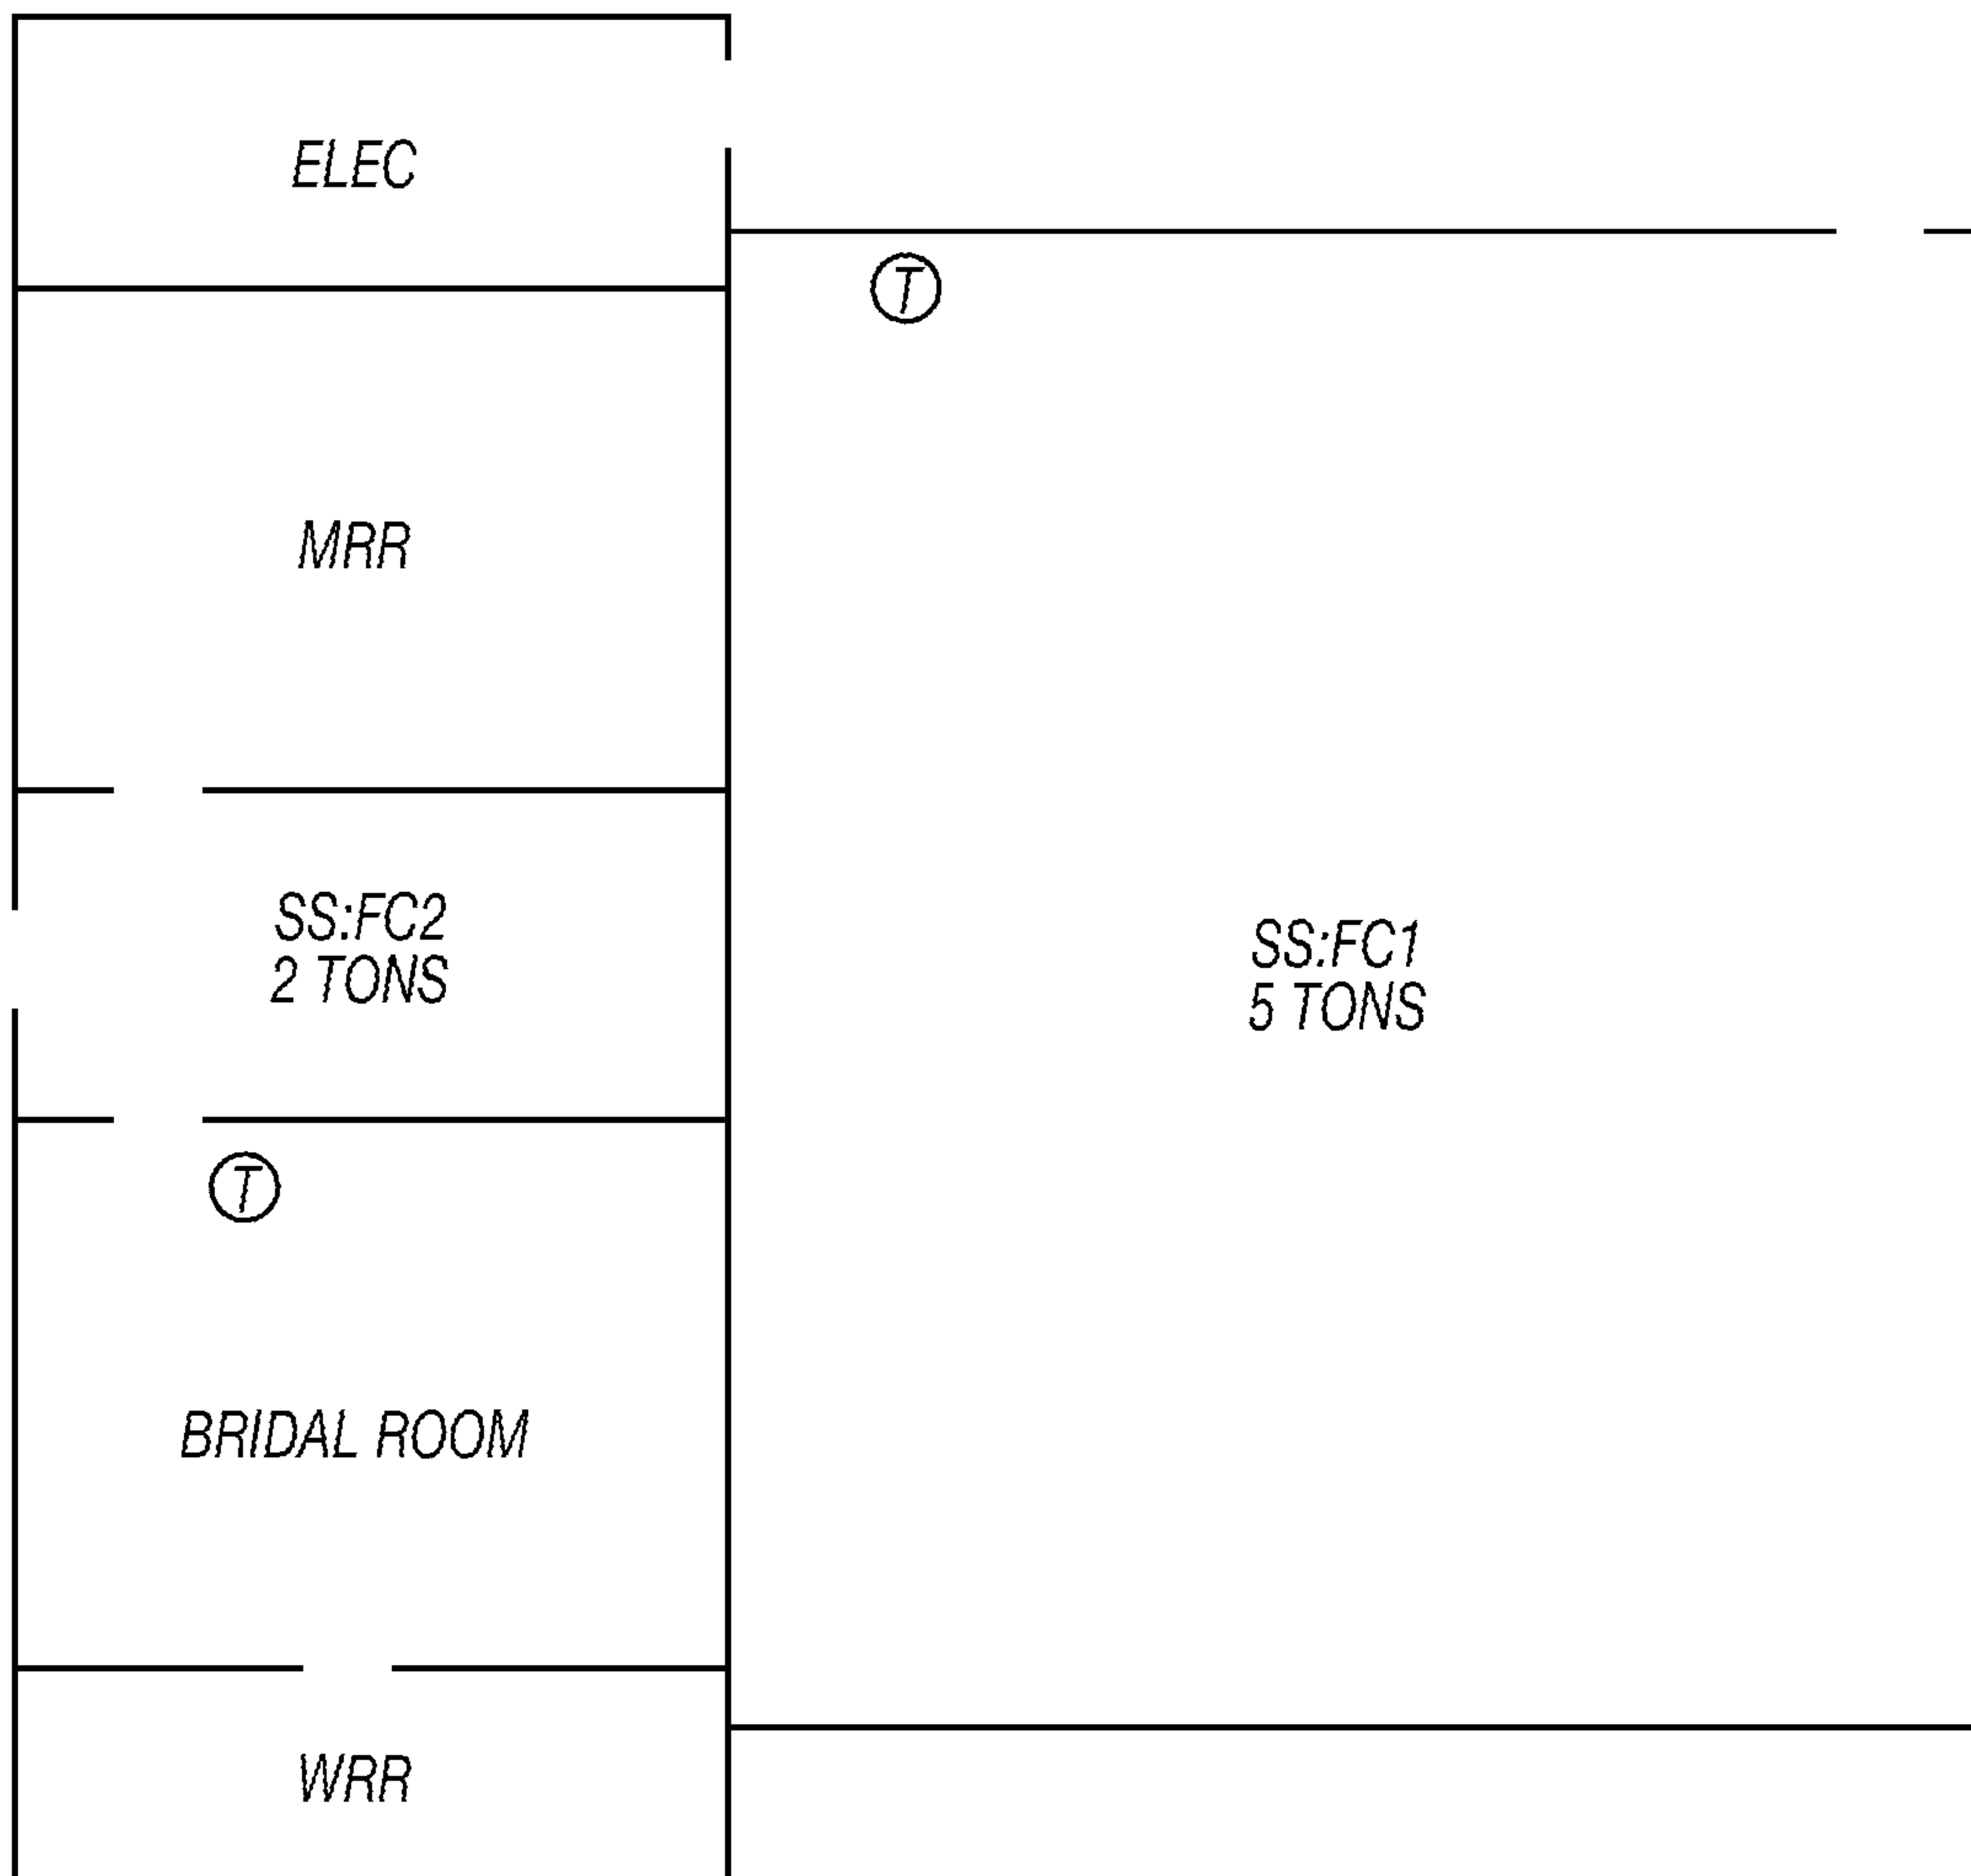 ELEC
T
MRR
SS:FC2
2 TONS
SS:FC1
5 TONS
T
BRIDAL ROOM
WRR